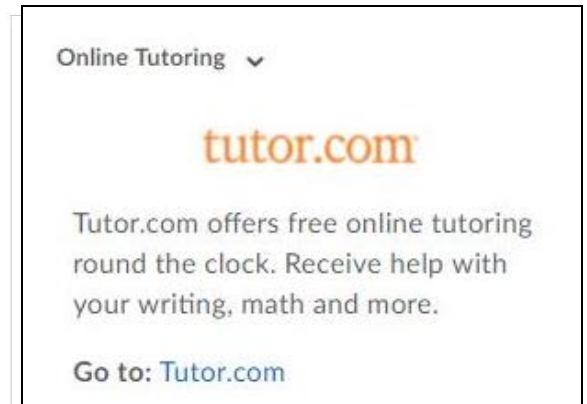 Online Tutoring
tutor.com
Tutor.com offers free online tutoring
round the clock. Receive help with
your writing, math and more.
Go to: Tutor.com